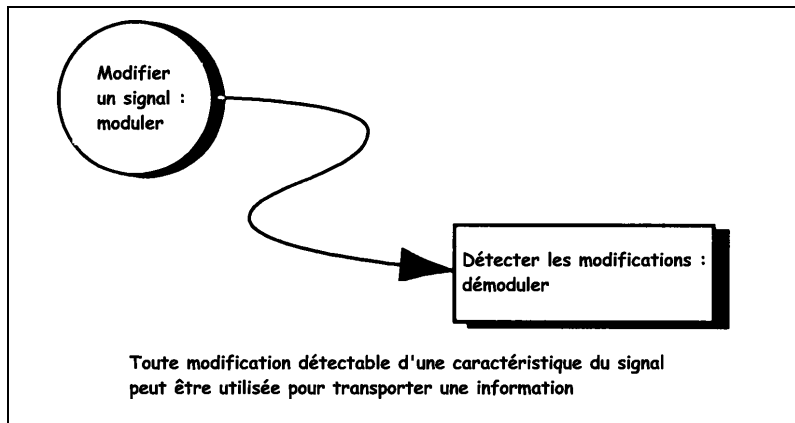 Modifier
un signal :
moduler
Détecter les modifications :
démoduler
Toute modification détectable d'une caractéristique du signal
peut être utilisée pour transporter une information